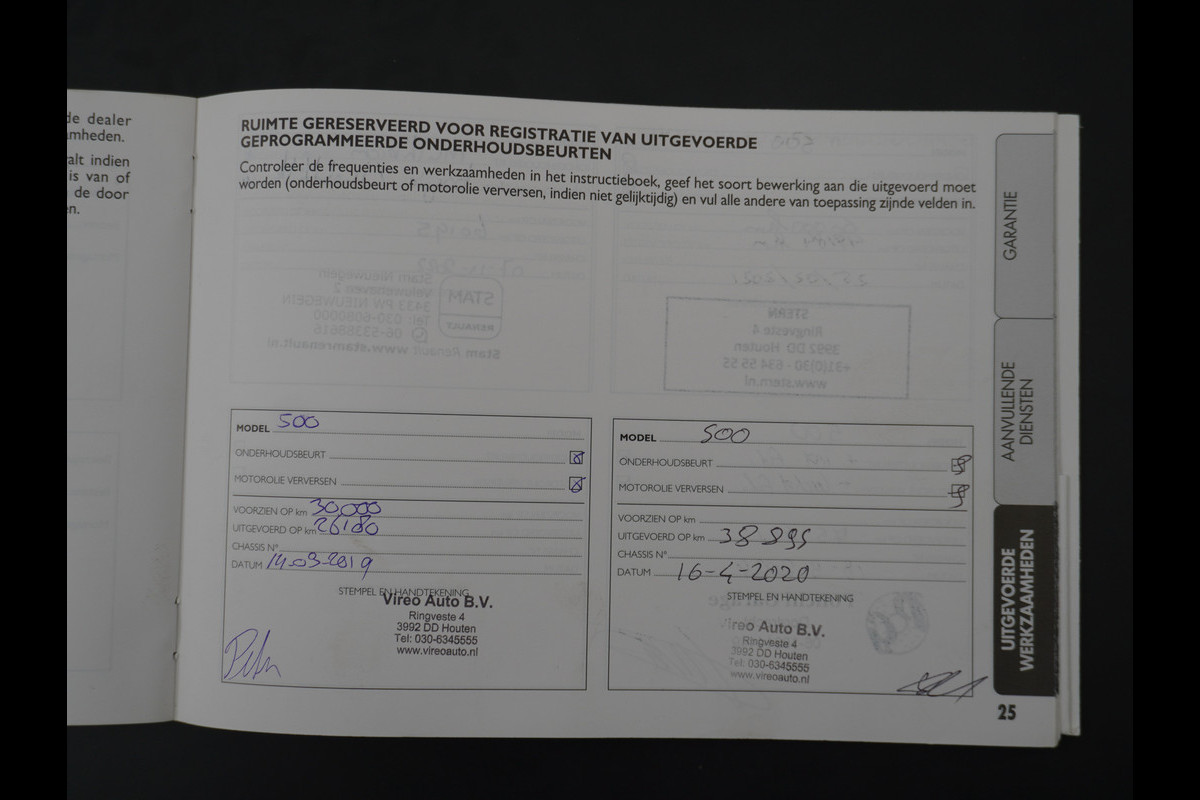 de dealer
mheden.
alt indien
is van of
de door
n.
RUIMTE GERESERVEERD VOOR REGISTRATIE VAN UITGEVOERDE
GEPROGRAMMEERDE ONDERHOUDSBEURTEN
Controleer de frequenties en werkzaamheden in het instructieboek, geef het soort bewerking aan die uitgevoerd moet
worden (onderhoudsbeurt of motorolie verversen, indien niet gelijktijdig) en vul alle andere van toepassing zijnde velden in.
MODEL 500
ONDERHOUDSBEURT
MOTOROLIE VERVERSEN
VOORZIEN OP km 30,000
UITGEVOERD OP km 26180
CHASSIS N°
DATUM 14-03-2019
STEMPEL EN HANDTEKENING
Vireo Auto B.V.
Ringveste 4
3992 DD Houten
Tel: 030-6345555
www.vireoauto.nl
MODEL 500
ONDERHOUDSBEURT
MOTOROLIE VERVERSEN
VOORZIEN OP km
UITGEVOERD OP km 38895
CHASSIS N°
DATUM 16-4-2020
STEMPEL EN HANDTEKENING
Vireo Auto B.V.
Ringveste 4
3992 DD Houten
Tel: 030-6345555
www.vireoauto.nl
GARANTIE
AANVULLENDE
DIENSTEN
UITGEVOERDE
WERKZAAMHEDEN
25